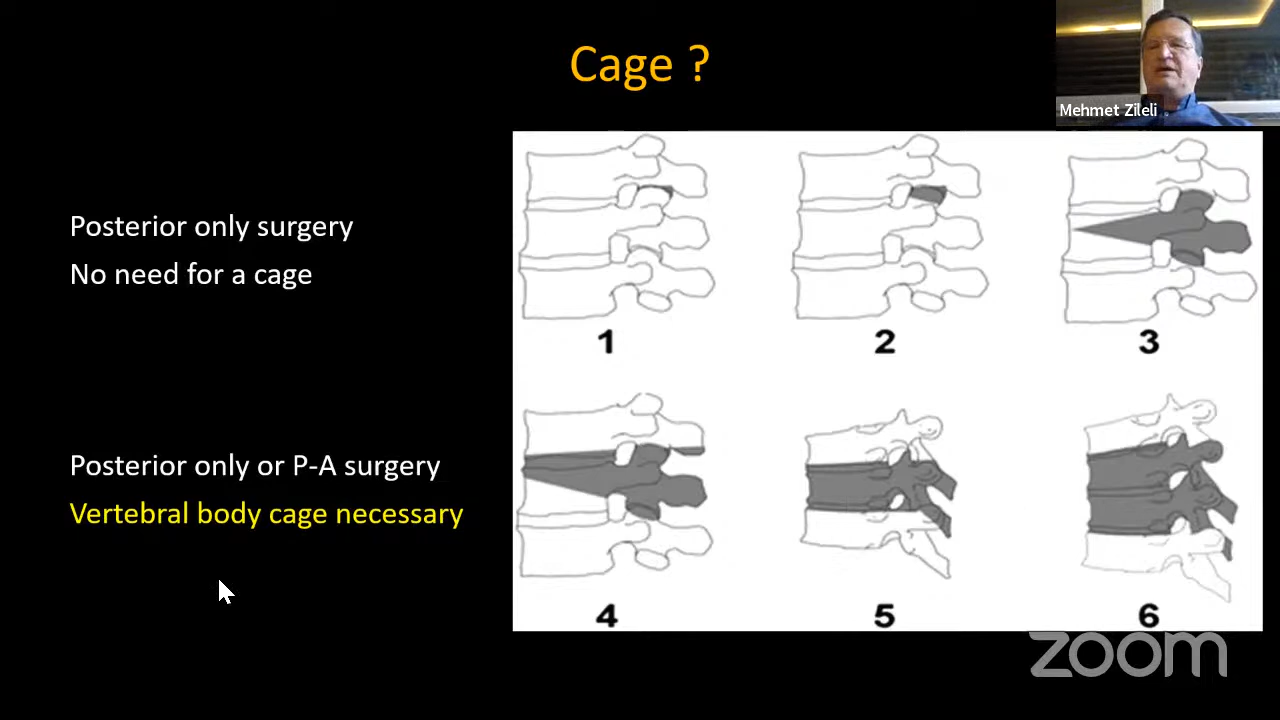 Cage ?
Mehmet Zileli
Posterior only surgery
No need for a cage
1
2
3
Posterior only or P-A surgery
Vertebral body cage necessary
4
5
6
zoom